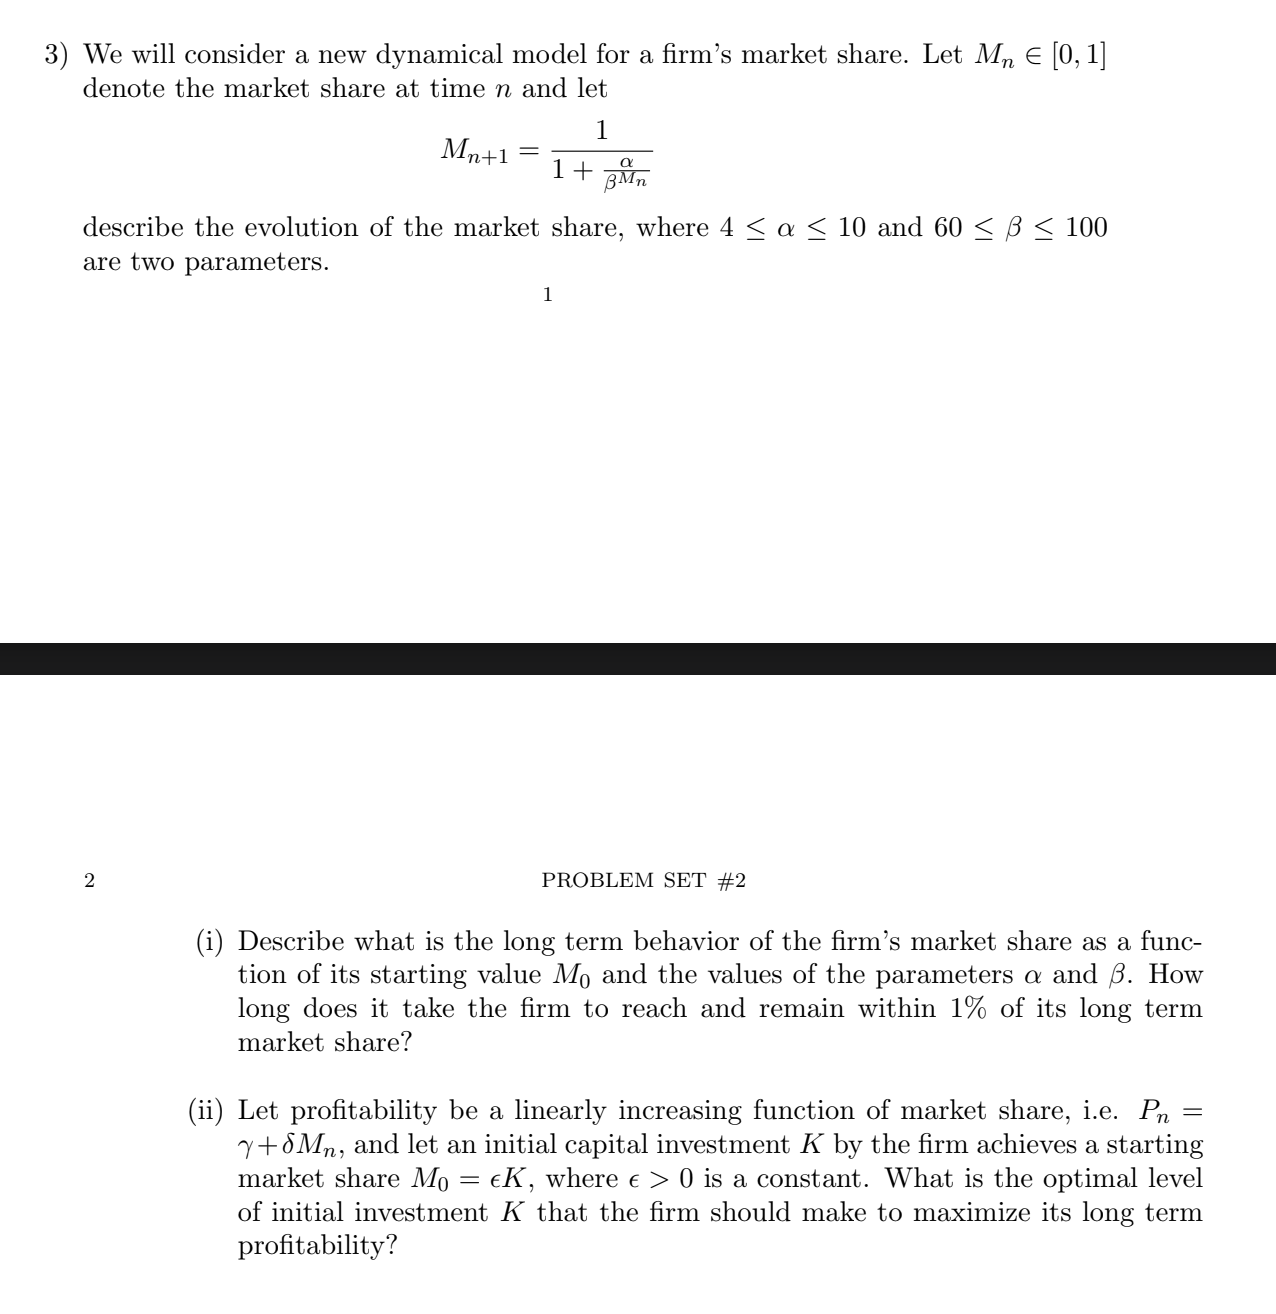 3) We will consider a new dynamical model for a firm's market share. Let $M_n \in [0, 1]$
denote the market share at time $n$ and let
$$M_{n+1} = \frac{1}{1 + \frac{\alpha}{\beta^{M_n}}}$$
describe the evolution of the market share, where $4 \leq \alpha \leq 10$ and $60 \leq \beta \leq 100$
are two parameters.
1
2 PROBLEM SET #2
(i) Describe what is the long term behavior of the firm's market share as a func-
tion of its starting value $M_0$ and the values of the parameters $\alpha$ and $\beta$. How
long does it take the firm to reach and remain within 1% of its long term
market share?
(ii) Let profitability be a linearly increasing function of market share, i.e. $P_n =$
$\gamma + \delta M_n$, and let an initial capital investment $K$ by the firm achieves a starting
market share $M_0 = \epsilon K$, where $\epsilon > 0$ is a constant. What is the optimal level
of initial investment $K$ that the firm should make to maximize its long term
profitability?